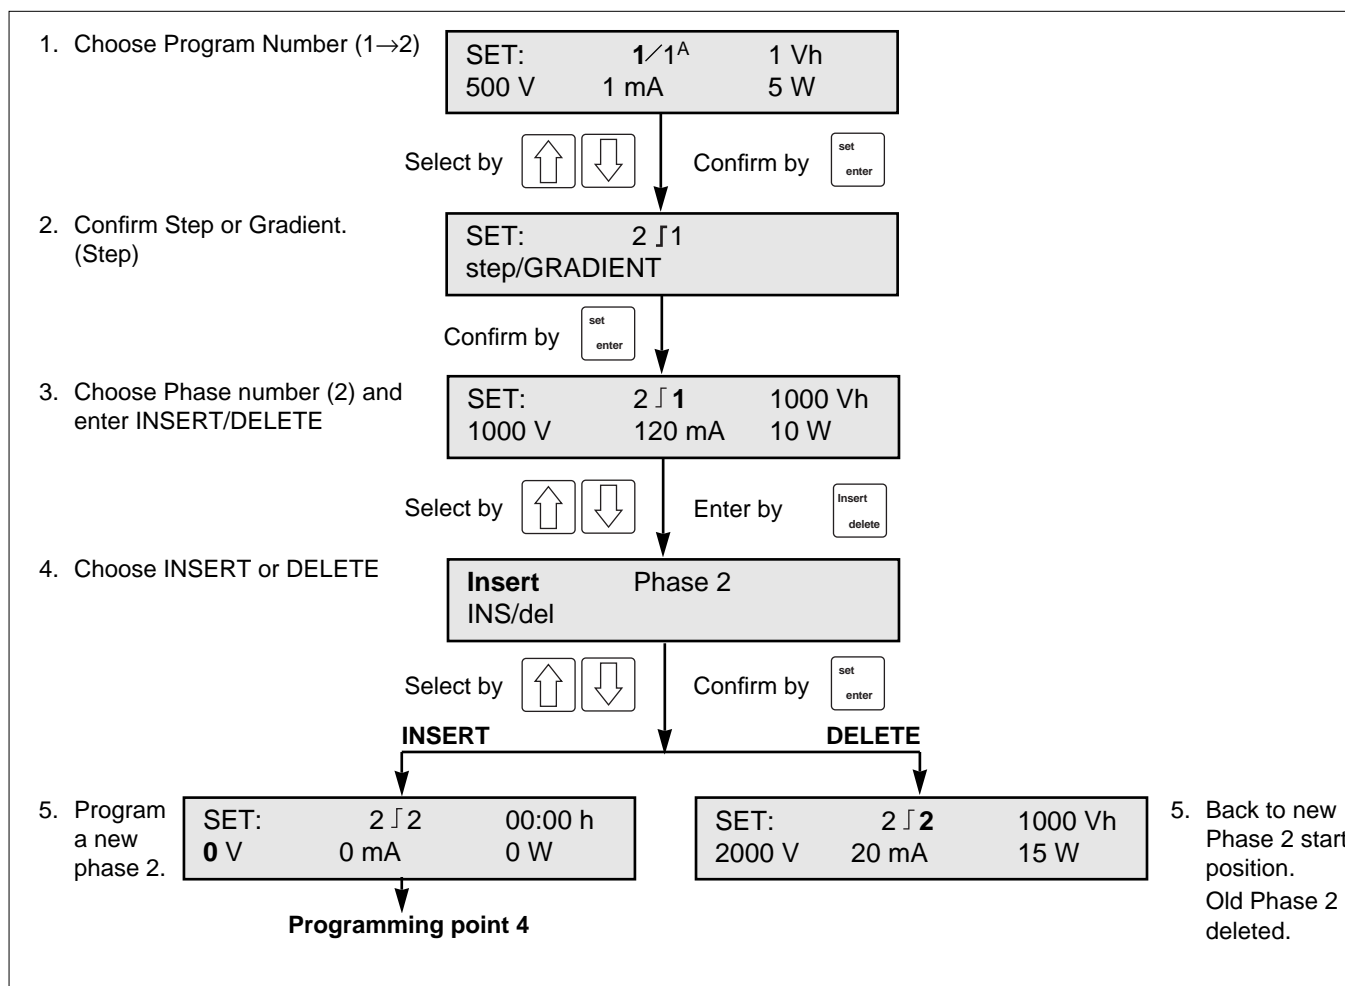 1. Choose Program Number (1→2)
SET: 1/1A 1 Vh
500 V 1 mA 5 W
Select by Confirm by set enter
2. Confirm Step or Gradient.
(Step)
SET: 2 ⌠1
step/GRADIENT
Confirm by set enter
3. Choose Phase number (2) and
enter INSERT/DELETE
SET: 2 ⌠ 1 1000 Vh
1000 V 120 mA 10 W
Select by Enter by Insert delete
4. Choose INSERT or DELETE
Insert Phase 2
INS/del
Select by Confirm by set enter
INSERT DELETE
5. Program
a new
phase 2.
SET: 2 ⌠ 2 00:00 h
0 V 0 mA 0 W
Programming point 4
SET: 2 ⌠ 2 1000 Vh
2000 V 20 mA 15 W
5. Back to new
Phase 2 start
position.
Old Phase 2
deleted.